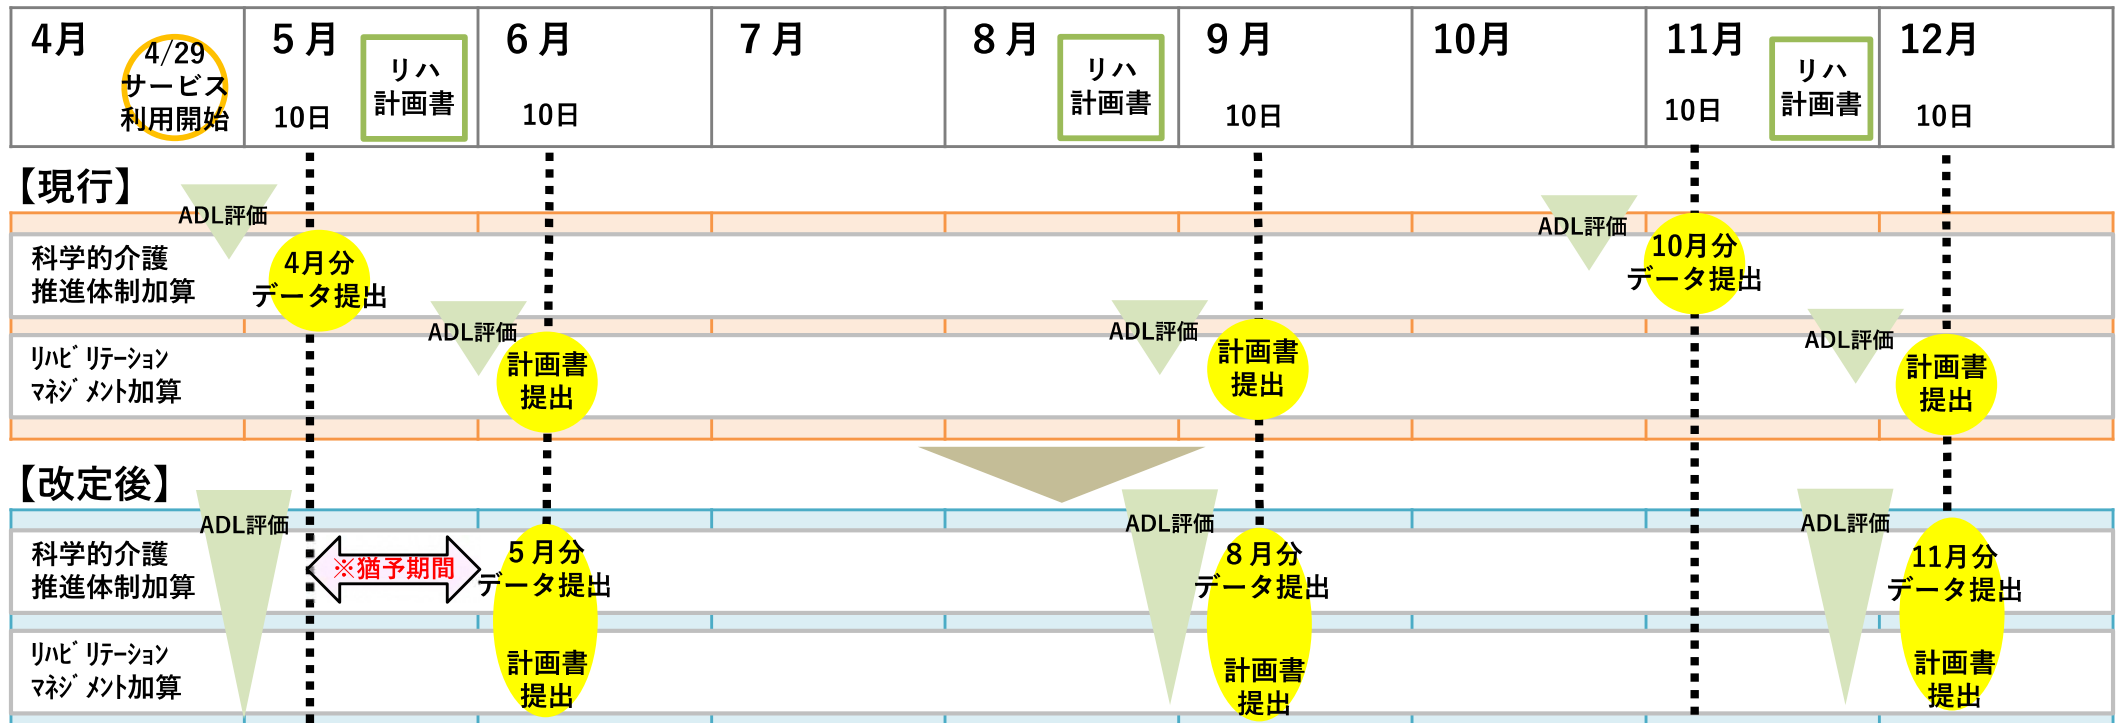 4月
4/29
サービス
利用開始
5月
10日
リハ
計画書
6月
10日
7月
8月
リハ
計画書
9月
10日
10月
11月
10日
リハ
計画書
12月
10日
【現行】
ADL評価
ADL評価
科学的介護
推進体制加算
4月分
データ提出
10月分
データ提出
ADL評価
ADL評価
ADL評価
ﾘﾊﾋﾞﾘﾃｰｼｮﾝ
ﾏﾈｼﾞﾒﾝﾄ加算
計画書
提出
計画書
提出
計画書
提出
【改定後】
ADL評価
ADL評価
ADL評価
科学的介護
推進体制加算
※猶予期間
5月分
データ提出
8月分
データ提出
11月分
データ提出
ﾘﾊﾋﾞﾘﾃｰｼｮﾝ
ﾏﾈｼﾞﾒﾝﾄ加算
計画書
提出
計画書
提出
計画書
提出